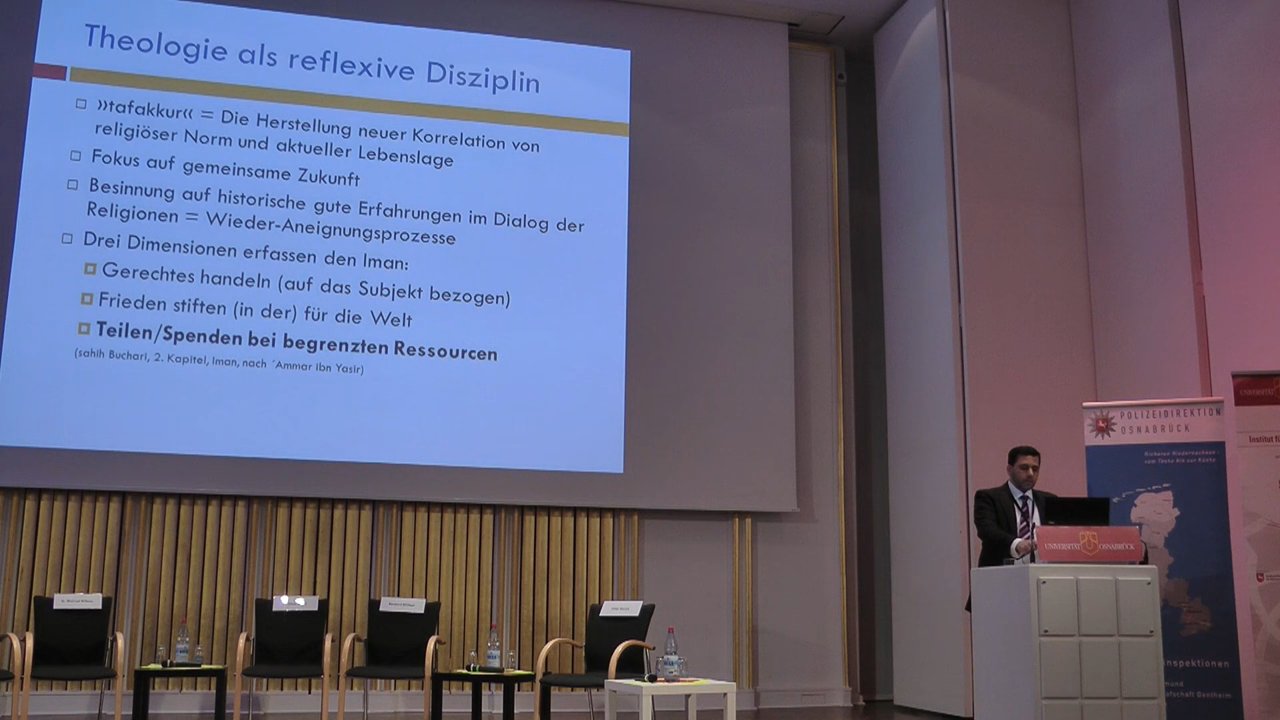 Theologie als reflexive Disziplin
»tafakkur« = Die Herstellung neuer Korrelation von
religiöser Norm und aktueller Lebenslage
Fokus auf gemeinsame Zukunft
Besinnung auf historische gute Erfahrungen im Dialog der
Religionen = Wieder-Aneignungsprozesse
Drei Dimensionen erfassen den Iman:
Gerechtes handeln (auf das Subjekt bezogen)
Frieden stiften (in der) für die Welt
Teilen/Spenden bei begrenzten Ressourcen
(sahih Buchari, 2. Kapitel, Iman, nach ´Ammar Ibn Yasir)
POLIZEIDIREKTION
OSNABRÜCK
UNIVERSITÄT OSNABRÜCK
UNIVERSITÄT
Institut
inspektionen